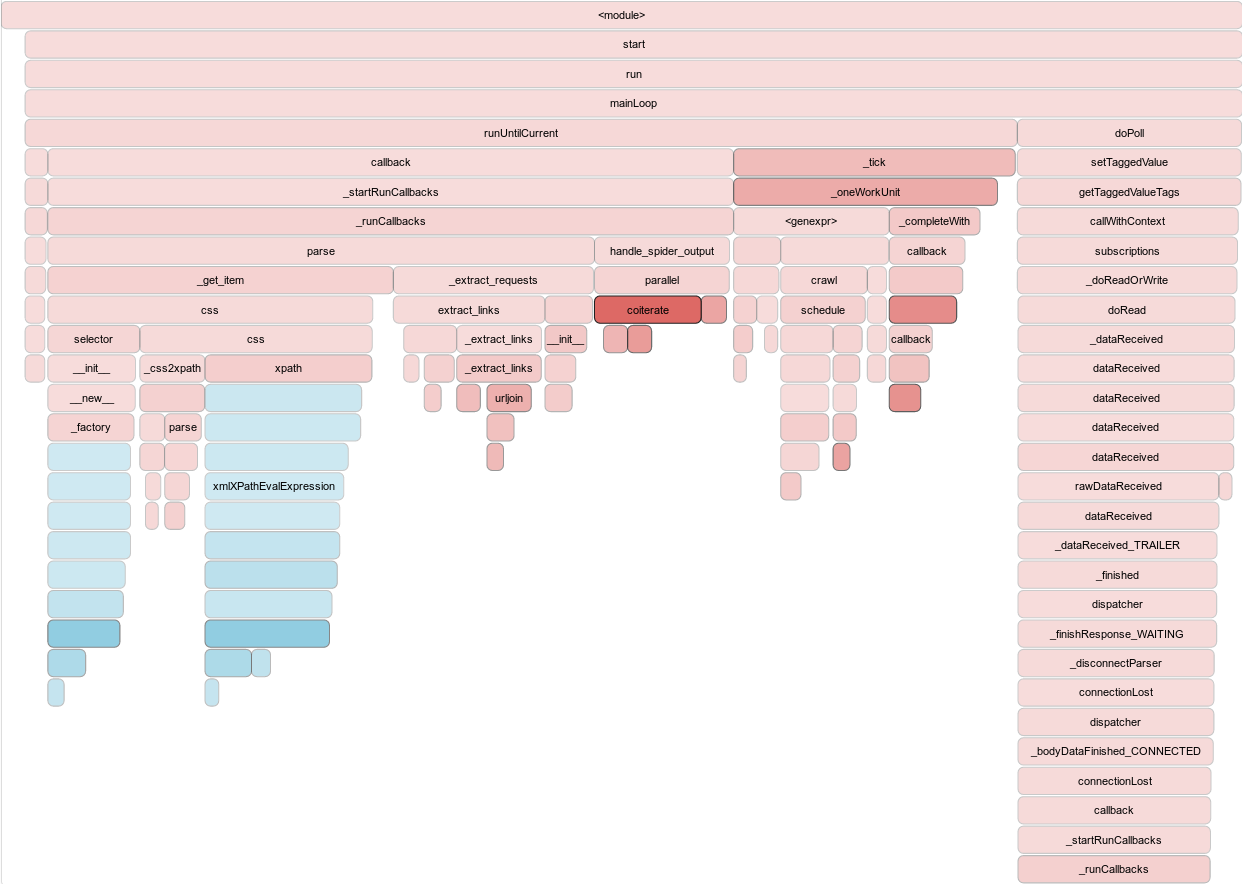 <module>
start
run
mainLoop
runUntilCurrent doPoll
callback _tick setTaggedValue
_startRunCallbacks _oneWorkUnit getTaggedValueTags
_runCallbacks <genexpr> _completeWith callWithContext
parse handle_spider_output callback subscriptions
_get_item _extract_requests parallel crawl _doReadOrWrite
css extract_links coiterate schedule doRead
selector css _extract_links __init__ callback _dataReceived
__init__ _css2xpath xpath _extract_links dataReceived
__new__ urljoin dataReceived
_factory parse dataReceived
dataReceived
xmlXPathEvalExpression rawDataReceived
dataReceived
_dataReceived_TRAILER
_finished
dispatcher
_finishResponse_WAITING
_disconnectParser
connectionLost
dispatcher
_bodyDataFinished_CONNECTED
connectionLost
callback
_startRunCallbacks
_runCallbacks